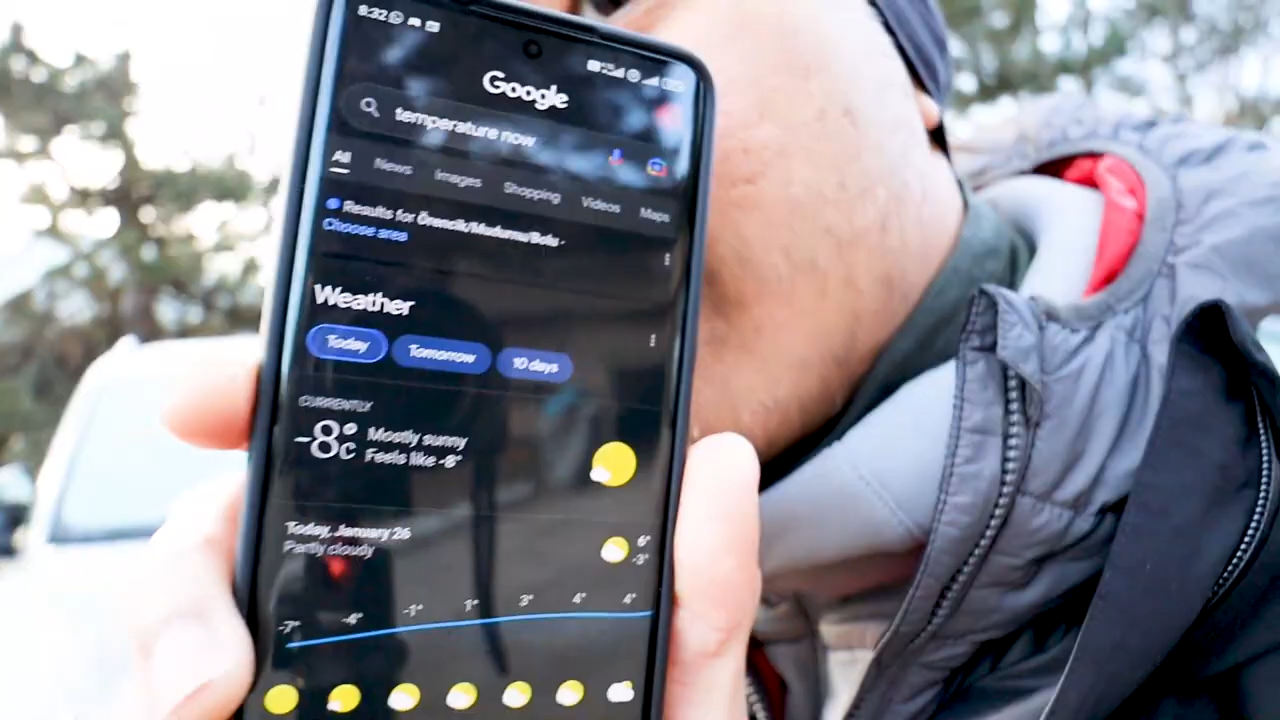 8:32
Google
temperature now
All News Images Shopping Videos Maps
Results for Örencik/Mudurnu/Bolu ·
Choose area
Weather
Today Tomorrow 10 days
CURRENTLY
-8°C Mostly sunny
Feels like -8°
Today, January 26
Partly cloudy
6°
-3°
-7° -4° -1° 1° 3° 4° 4°